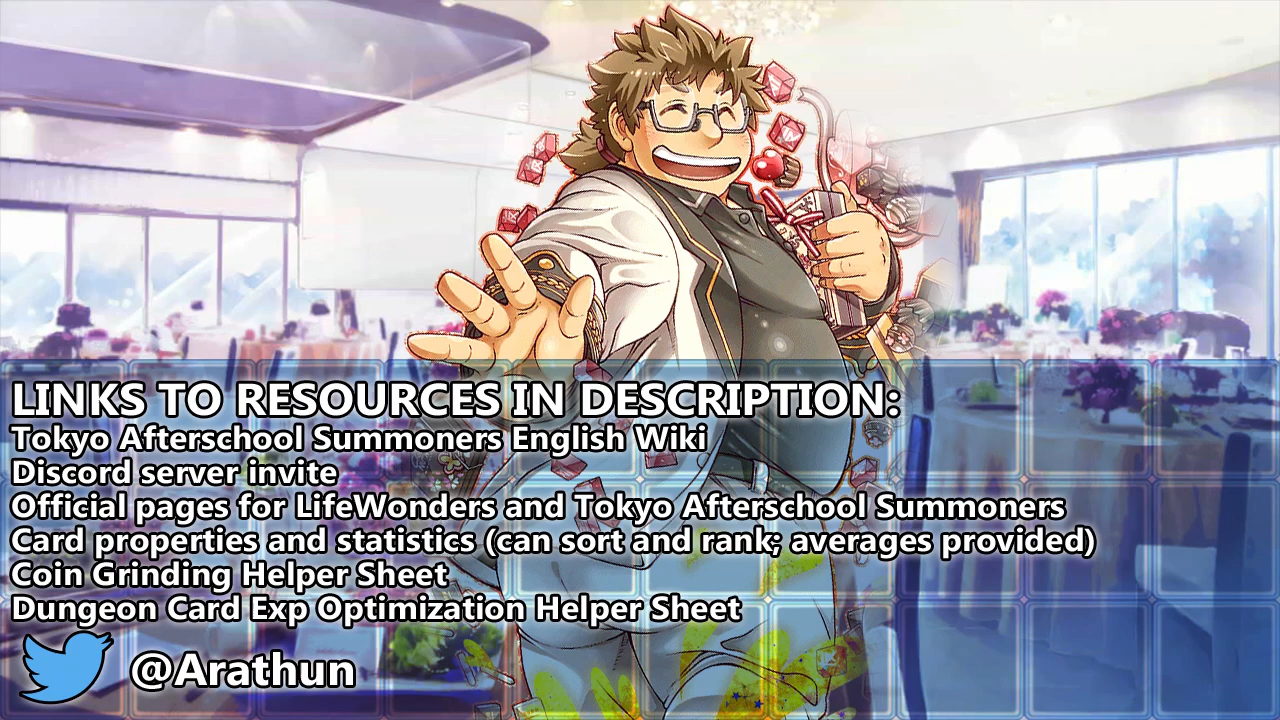 LINKS TO RESOURCES IN DESCRIPTION:
Tokyo Afterschool Summoners English Wiki
Discord server invite
Official pages for LifeWonders and Tokyo Afterschool Summoners
Card properties and statistics (can sort and rank; averages provided)
Coin Grinding Helper Sheet
Dungeon Card Exp Optimization Helper Sheet
@Arathun